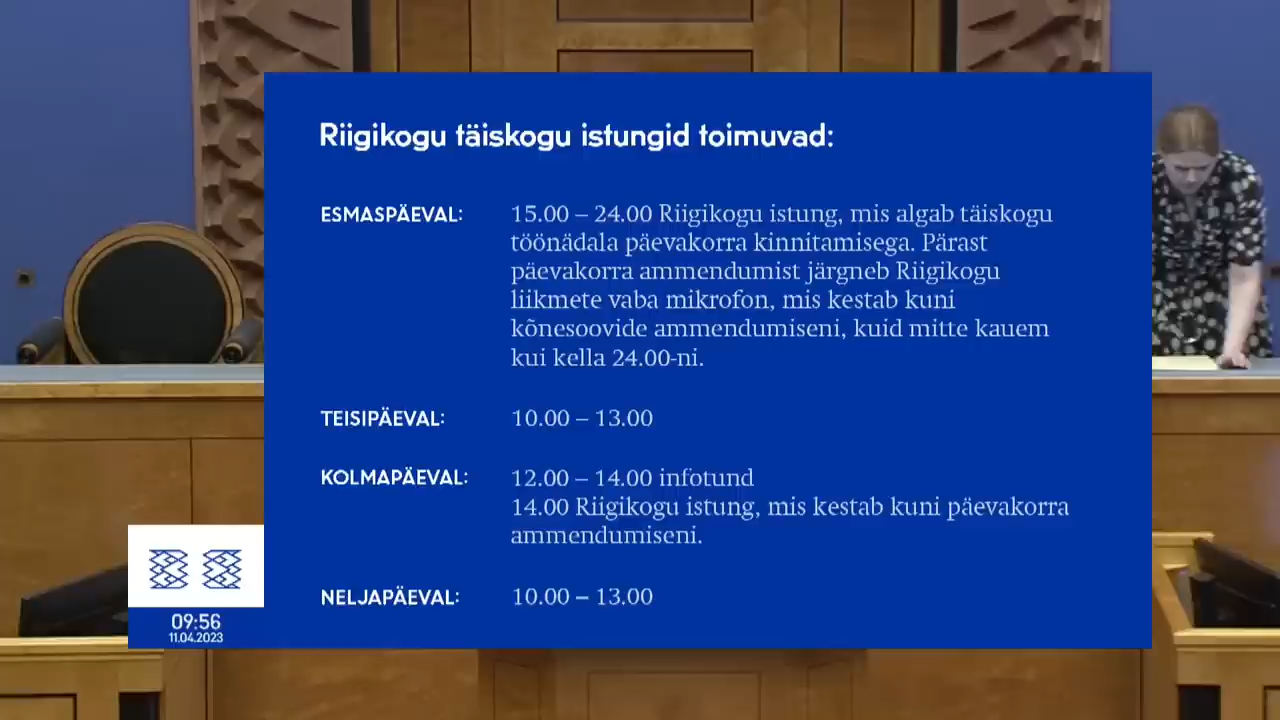 Riigikogu täiskogu istungid toimuvad:
ESMASPÄEVAL: 15.00 – 24.00 Riigikogu istung, mis algab täiskogu
töönädala päevakorra kinnitamisega. Pärast
päevakorra ammendumist järgneb Riigikogu
liikmete vaba mikrofon, mis kestab kuni
kõnesoovide ammendumiseni, kuid mitte kauem
kui kella 24.00-ni.
TEISIPÄEVAL: 10.00 – 13.00
KOLMAPÄEVAL: 12.00 – 14.00 infotund
14.00 Riigikogu istung, mis kestab kuni päevakorra
ammendumiseni.
NELJAPÄEVAL: 10.00 – 13.00
09:56
11.04.2023